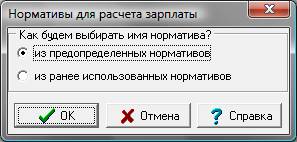 Нормативы для расчета зарплаты
Как будем выбирать имя норматива?
из предопределенных нормативов
из ранее использованных нормативов
OK
Отмена
Справка